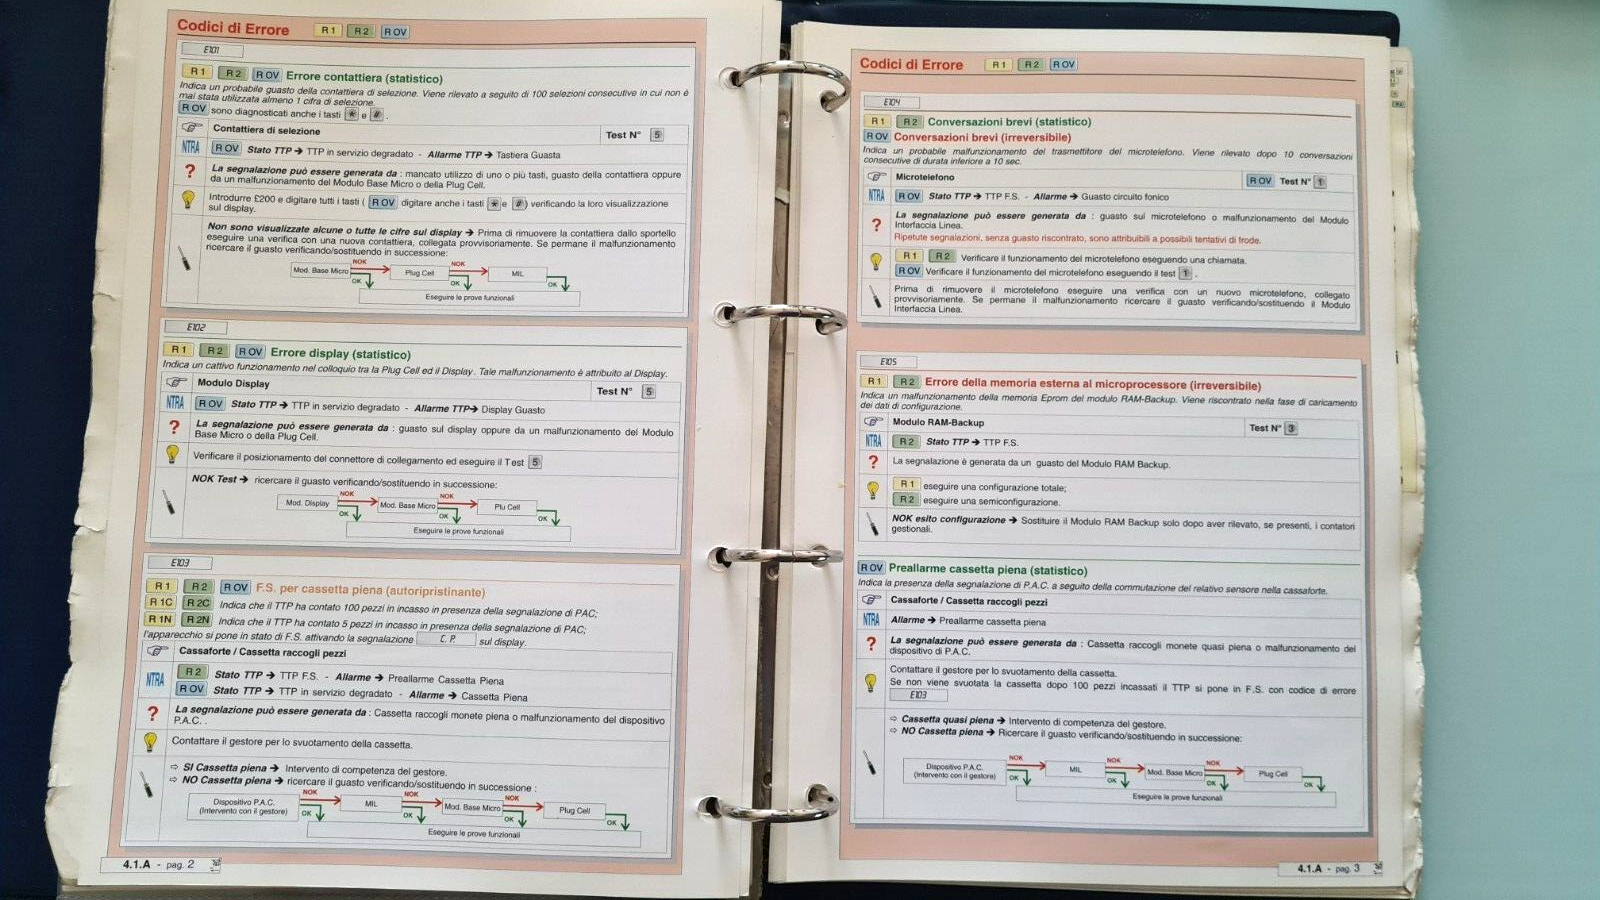 Codici di Errore R 1 R 2 R OV
E101
R 1 R 2 R OV Errore contattiera (statistico)
Indica un probabile guasto della contattiera di selezione. Viene rilevato a seguito di 100 selezioni consecutive in cui non è
mai stata utilizzata almeno 1 cifra di selezione.
R OV sono diagnosticati anche i tasti * e #.
Contattiera di selezione Test N° 5
NTRA R OV Stato TTP ➔ TTP in servizio degradato - Allarme TTP ➔ Tastiera Guasta
? La segnalazione può essere generata da : mancato utilizzo di uno o più tasti, guasto della contattiera oppure
da un malfunzionamento del Modulo Base Micro o della Plug Cell.
Introdurre £200 e digitare tutti i tasti ( R OV digitare anche i tasti * e # ) verificando la loro visualizzazione
sul display.
Non sono visualizzate alcune o tutte le cifre sul display ➔ Prima di rimuovere la contattiera dallo sportello
eseguire una verifica con una nuova contattiera, collegata provvisoriamente. Se permane il malfunzionamento
ricercare il guasto verificando/sostituendo in successione:
Mod. Base Micro NOK OK Plug Cell NOK OK MIL OK
Eseguire le prove funzionali
E102
R 1 R 2 R OV Errore display (statistico)
Indica un cattivo funzionamento nel colloquio tra la Plug Cell ed il Display. Tale malfunzionamento è attribuito al Display.
Modulo Display Test N° 5
NTRA R OV Stato TTP ➔ TTP in servizio degradato - Allarme TTP➔ Display Guasto
? La segnalazione può essere generata da : guasto sul display oppure da un malfunzionamento del Modulo
Base Micro o della Plug Cell.
Verificare il posizionamento del connettore di collegamento ed eseguire il Test 5
NOK Test ➔ ricercare il guasto verificando/sostituendo in successione:
Mod. Display NOK OK Mod. Base Micro NOK OK Plu Cell OK
Eseguire le prove funzionali
E103
R 1 R 2 R OV F.S. per cassetta piena (autoripristinante)
R 1C R 2C Indica che il TTP ha contato 100 pezzi in incasso in presenza della segnalazione di PAC;
R 1N R 2N Indica che il TTP ha contato 5 pezzi in incasso in presenza della segnalazione di PAC;
l'apparecchio si pone in stato di F.S. attivando la segnalazione C. P. sul display.
Cassaforte / Cassetta raccogli pezzi
NTRA R 2 Stato TTP ➔ TTP F.S. - Allarme ➔ Preallarme Cassetta Piena
R OV Stato TTP ➔ TTP in servizio degradato - Allarme ➔ Cassetta Piena
? La segnalazione può essere generata da : Cassetta raccogli monete piena o malfunzionamento del dispositivo
P.A.C. .
Contattare il gestore per lo svuotamento della cassetta.
⇨ SI Cassetta piena ➔ Intervento di competenza del gestore.
⇨ NO Cassetta piena ➔ ricercare il guasto verificando/sostituendo in successione :
Dispositivo P.A.C. (Intervento con il gestore) NOK OK MIL NOK OK Mod. Base Micro NOK OK Plug Cell OK
Eseguire le prove funzionali
4.1.A - pag. 2
Codici di Errore R 1 R 2 R OV
E104
R 1 R 2 Conversazioni brevi (statistico)
R OV Conversazioni brevi (irreversibile)
Indica un probabile malfunzionamento del trasmettitore del microtelefono. Viene rilevato dopo 10 conversazioni
consecutive di durata inferiore a 10 sec.
Microtelefono R OV Test N° 1
NTRA R OV Stato TTP ➔ TTP F.S. - Allarme ➔ Guasto circuito fonico
? La segnalazione può essere generata da : guasto sul microtelefono o malfunzionamento del Modulo
Interfaccia Linea.
Ripetute segnalazioni, senza guasto riscontrato, sono attribuibili a possibili tentativi di frode.
R 1 R 2 Verificare il funzionamento del microtelefono eseguendo una chiamata.
R OV Verificare il funzionamento del microtelefono eseguendo il test 1 .
Prima di rimuovere il microtelefono eseguire una verifica con un nuovo microtelefono, collegato
provvisoriamente. Se permane il malfunzionamento ricercare il guasto verificando/sostituendo il Modulo
Interfaccia Linea.
E105
R 1 R 2 Errore della memoria esterna al microprocessore (irreversibile)
Indica un malfunzionamento della memoria Eprom del modulo RAM-Backup. Viene riscontrato nella fase di caricamento
dei dati di configurazione.
Modulo RAM-Backup Test N° 3
NTRA R 2 Stato TTP ➔ TTP F.S.
? La segnalazione è generata da un guasto del Modulo RAM Backup.
R 1 eseguire una configurazione totale;
R 2 eseguire una semiconfigurazione.
NOK esito configurazione ➔ Sostituire il Modulo RAM Backup solo dopo aver rilevato, se presenti, i contatori
gestionali.
R OV Preallarme cassetta piena (statistico)
Indica la presenza della segnalazione di P.A.C. a seguito della commutazione del relativo sensore nella cassaforte.
Cassaforte / Cassetta raccogli pezzi
NTRA Allarme ➔ Preallarme cassetta piena
? La segnalazione può essere generata da : Cassetta raccogli monete quasi piena o malfunzionamento del
dispositivo di P.A.C.
Contattare il gestore per lo svuotamento della cassetta.
Se non viene svuotata la cassetta dopo 100 pezzi incassati il TTP si pone in F.S. con codice di errore
E103
⇨ Cassetta quasi piena ➔ Intervento di competenza del gestore.
⇨ NO Cassetta piena ➔ Ricercare il guasto verificando/sostituendo in successione:
Dispositivo P.A.C. (Intervento con il gestore) NOK OK MIL NOK OK Mod. Base Micro NOK OK Plug Cell OK
Eseguire le prove funzionali
4.1.A - pag. 3